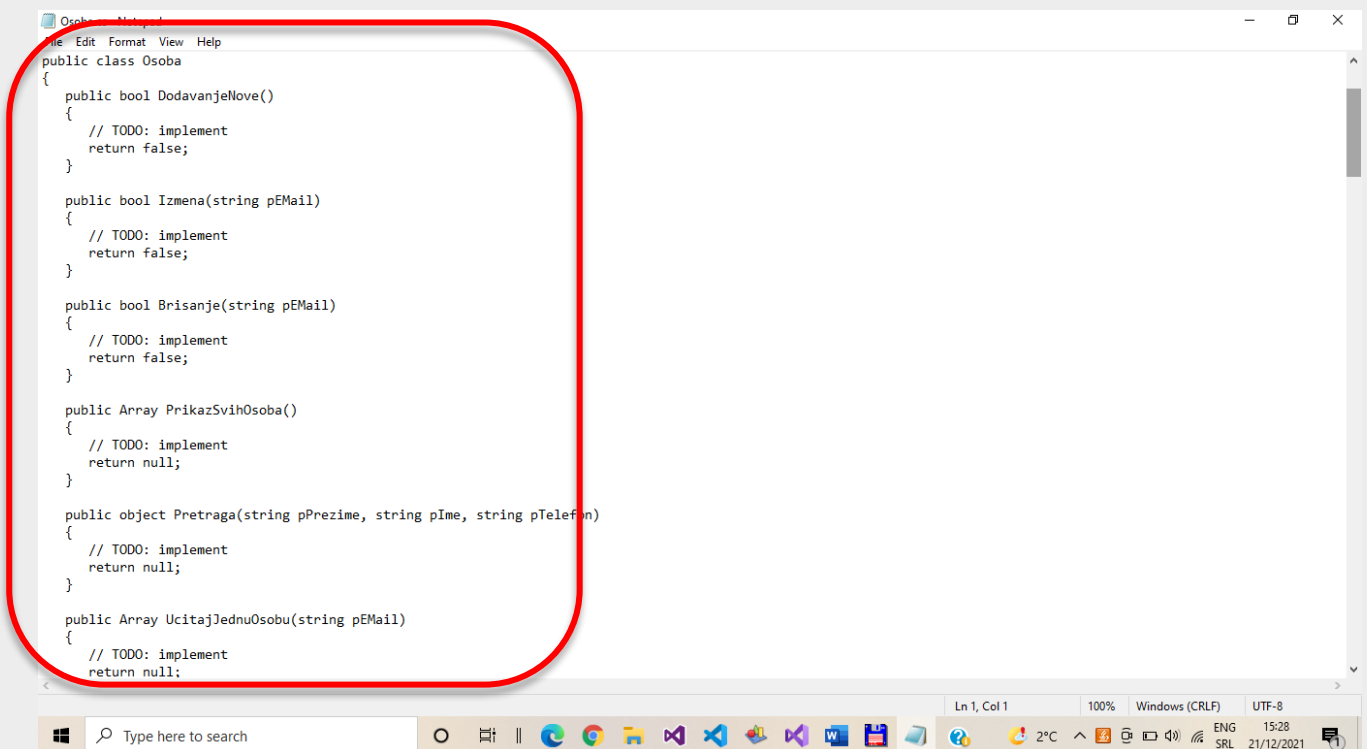 Osoba.cs - Notepad
File Edit Format View Help
public class Osoba
{
public bool DodavanjeNove()
{
// TODO: implement
return false;
}
public bool Izmena(string pEMail)
{
// TODO: implement
return false;
}
public bool Brisanje(string pEMail)
{
// TODO: implement
return false;
}
public Array PrikazSvihOsoba()
{
// TODO: implement
return null;
}
public object Pretraga(string pPrezime, string pIme, string pTelefon)
{
// TODO: implement
return null;
}
public Array UcitajJednuOsobu(string pEMail)
{
// TODO: implement
return null;
Ln 1, Col 1 100% Windows (CRLF) UTF-8
Type here to search 2°C ENG 15:28
SRL 21/12/2021 1